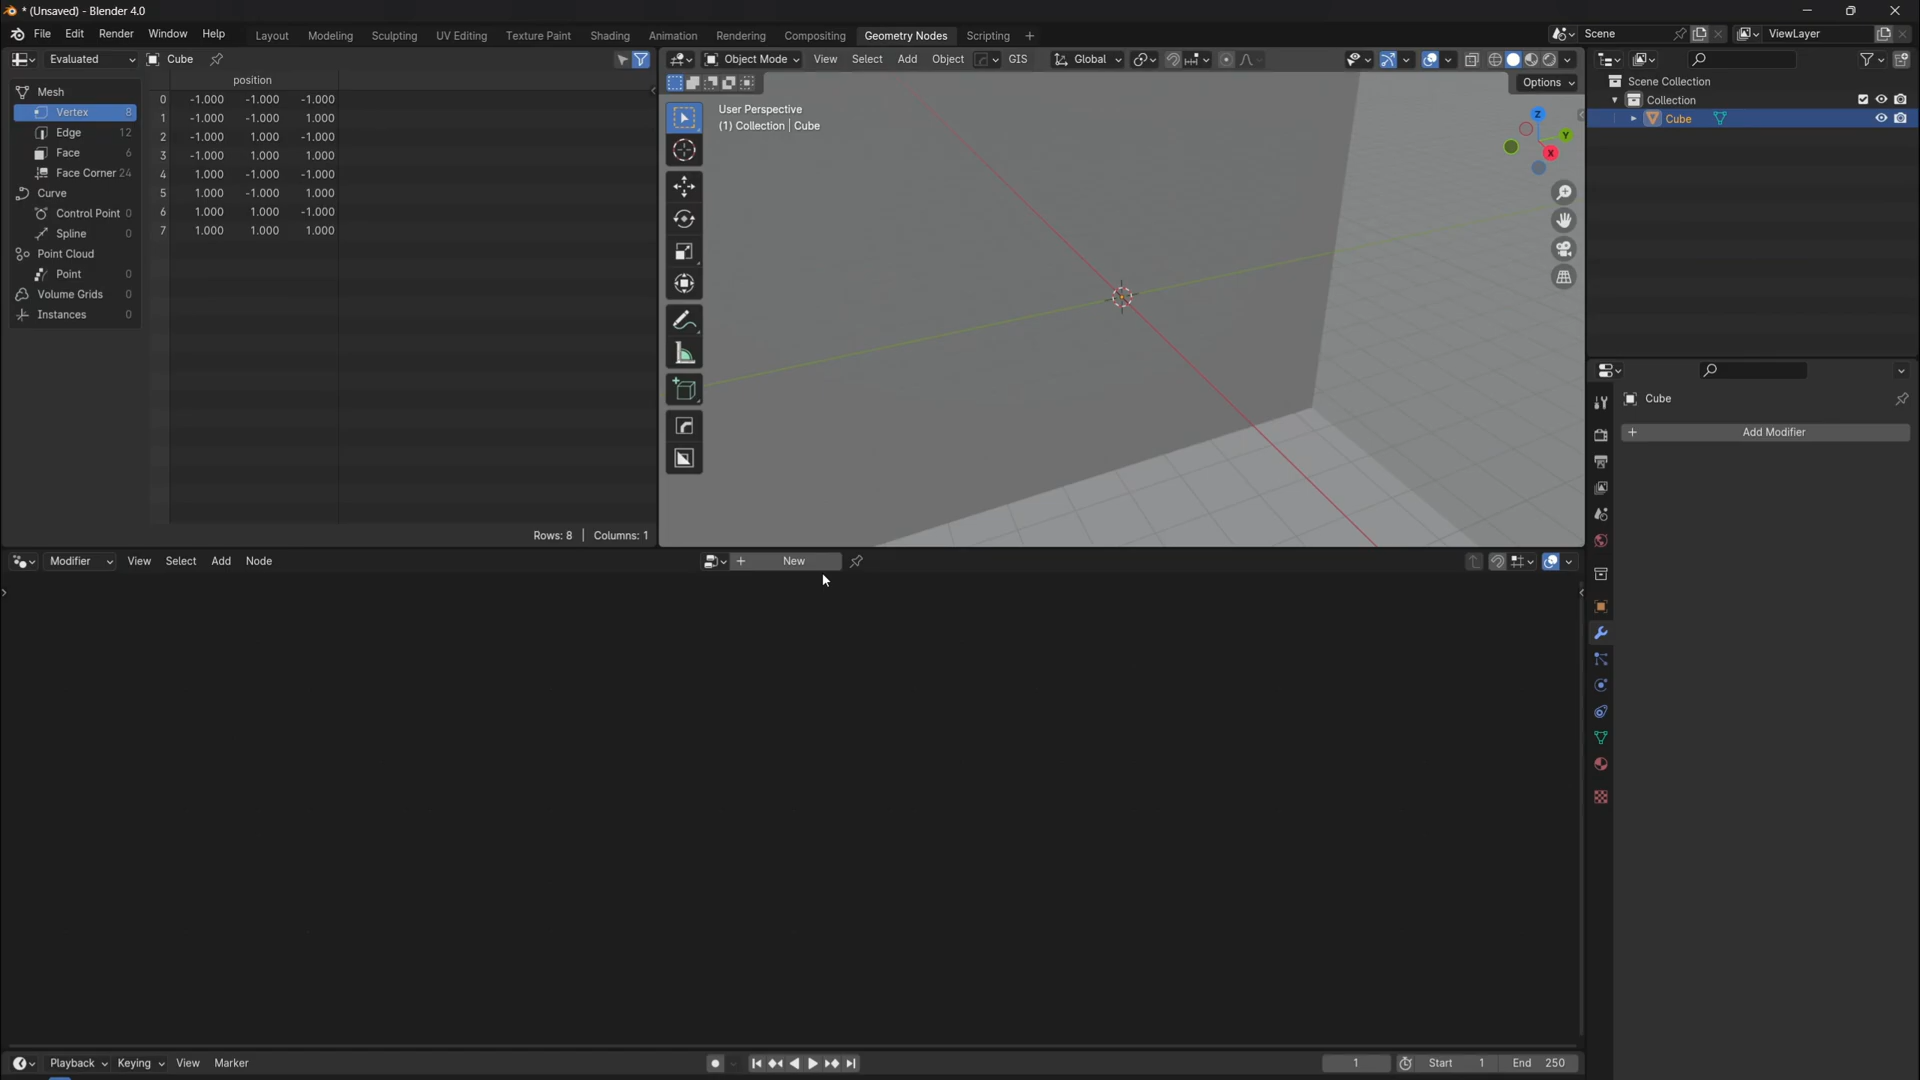 * (Unsaved) - Blender 4.0
File Edit Render Window Help Layout Modeling Sculpting UV Editing Texture Paint Shading Animation Rendering Compositing Geometry Nodes Scripting + Scene ViewLayer
Evaluated Cube
Object Mode View Select Add Object GIS Global
Options
position
Mesh
Vertex 8
Edge 12
Face 6
Face Corner 24
Curve
Control Point 0
Spline 0
Point Cloud
Point 0
Volume Grids 0
Instances 0
0 -1.000 -1.000 -1.000
1 -1.000 -1.000 1.000
2 -1.000 1.000 -1.000
3 -1.000 1.000 1.000
4 1.000 -1.000 -1.000
5 1.000 -1.000 1.000
6 1.000 1.000 -1.000
7 1.000 1.000 1.000
Rows: 8 | Columns: 1
User Perspective
(1) Collection | Cube
Z
Y
X
Scene Collection
Collection
Cube
Cube
+ Add Modifier
Modifier View Select Add Node + New
Playback Keying View Marker 1 Start 1 End 250